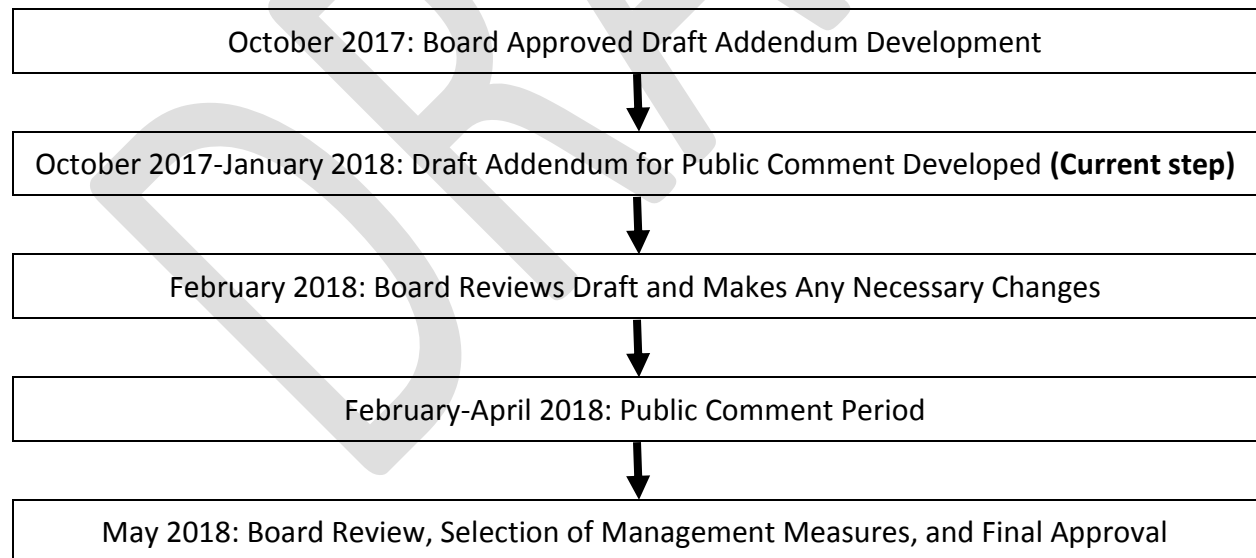 DRA
October 2017: Board Approved Draft Addendum Development
October 2017-January 2018: Draft Addendum for Public Comment Developed (Current step)
February 2018: Board Reviews Draft and Makes Any Necessary Changes
February-April 2018: Public Comment Period
May 2018: Board Review, Selection of Management Measures, and Final Approval